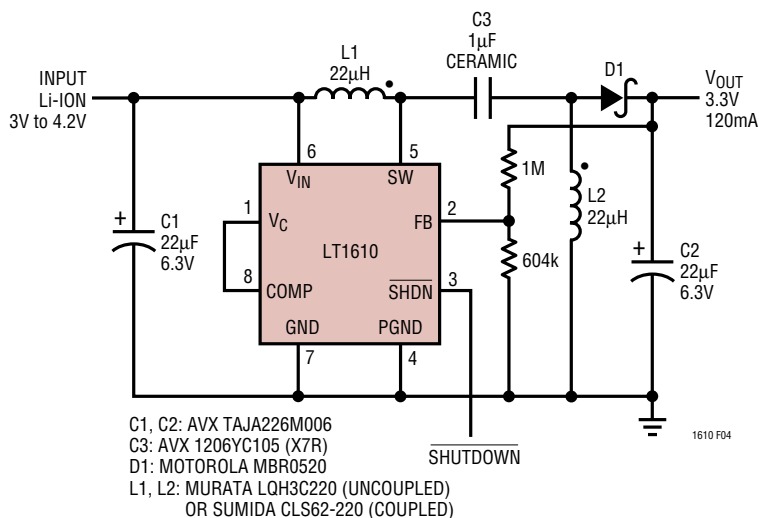 C3
1µF
CERAMIC
L1
22µH
D1
INPUT
Li-ION
3V to 4.2V
VOUT
3.3V
120mA
6
5
VIN
SW
1M
1
VC
FB
2
L2
22µH
+
C1
22µF
6.3V
LT1610
604k
+
C2
22µF
6.3V
8
COMP
SHDN
3
GND
PGND
7
4
C1, C2: AVX TAJA226M006
C3: AVX 1206YC105 (X7R)
D1: MOTOROLA MBR0520
L1, L2: MURATA LQH3C220 (UNCOUPLED)
OR SUMIDA CLS62-220 (COUPLED)
SHUTDOWN
1610 F04